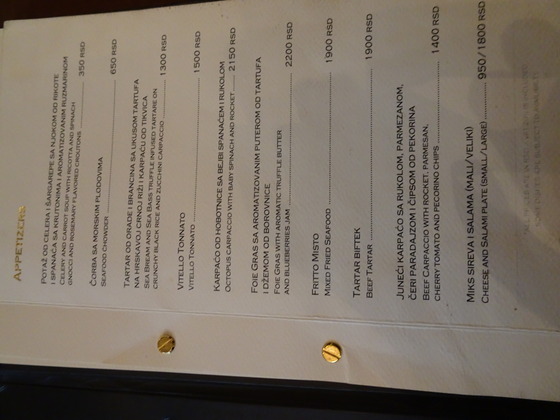 APPETIZERS
POTAŽ OD CELERA I ŠARGAREPE SA NJOKOM OD RIKOTE
I SPANAĆA SA KRUTONIMA I AROMATIZOVANIM RUZMARINOM
CELERY AND CARROT SOUP WITH RICOTTA AND SPINACH
GNOCCI AND ROSEMARY FLAVORED CROUTONS 350 RSD
ČORBA SA MORSKIM PLODOVIMA
SEAFOOD CHOWDER 650 RSD
TARTAR OD ORADE I BRANCINA SA UKUSOM TARTUFA
NA HRSKAVOJ CRNOJ RIŽI I KARPAĆU OD TIKVICA
SEA BREAM AND SEA BASS TRUFFLE INFUSED TARTARE ON
CRUNCHY BLACK RICE AND ZUCCHINI CARPACCIO 1300 RSD
VITELLO TONNATO
VITELLO TONNATO 1500 RSD
KARPAĆO OD HOBOTNICE SA BEJBI SPANAĆEM I RUKOLOM
OCTOPUS CARPACCIO WITH BABY SPINACH AND ROCKET 2150 RSD
FOIE GRAS SA AROMATIZOVANIM PUTEROM OD TARTUFA
I DŽEMOM OD BOROVNICE
FOIE GRAS WITH AROMATIC TRUFFLE BUTTER
AND BLUEBERRIES JAM 2200 RSD
FRITTO MISTO
MIXED FRIED SEAFOOD 1900 RSD
TARTAR BIFTEK
BEEF TARTAR 1900 RSD
JUNEĆI KARPAĆO SA RUKOLOM, PARMEZANOM,
ČERI PARADAJZOM I ČIPSOM OD PEKORINA
BEEF CARPACCIO WITH ROCKET, PARMESAN,
CHERRY TOMATO AND PECORINO CHIPS 1400 RSD
MIKS SIREVA I SALAMA (MALI/VELIKI)
CHEESE AND SALAMI PLATE (SMALL/LARGE) 950/1800 RSD